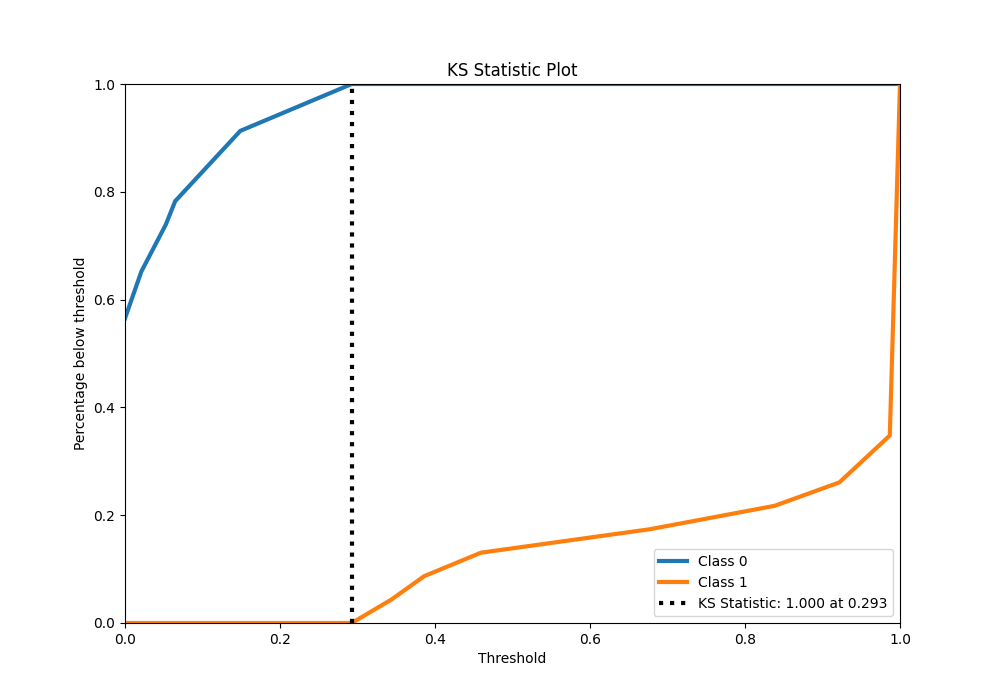 KS Statistic Plot
1.0
0.8
0.6
0.4
0.2
0.0
Percentage below threshold
0.0 0.2 0.4 0.6 0.8 1.0
Threshold
Class 0
Class 1
KS Statistic: 1.000 at 0.293